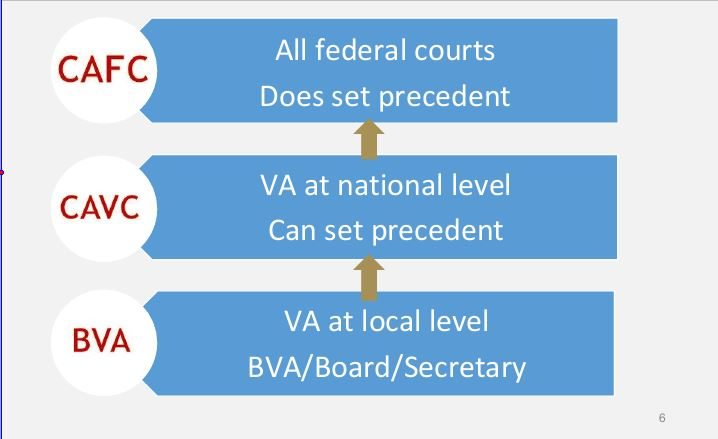 CAFC
All federal courts
Does set precedent
CAVC
VA at national level
Can set precedent
BVA
VA at local level
BVA/Board/Secretary
6